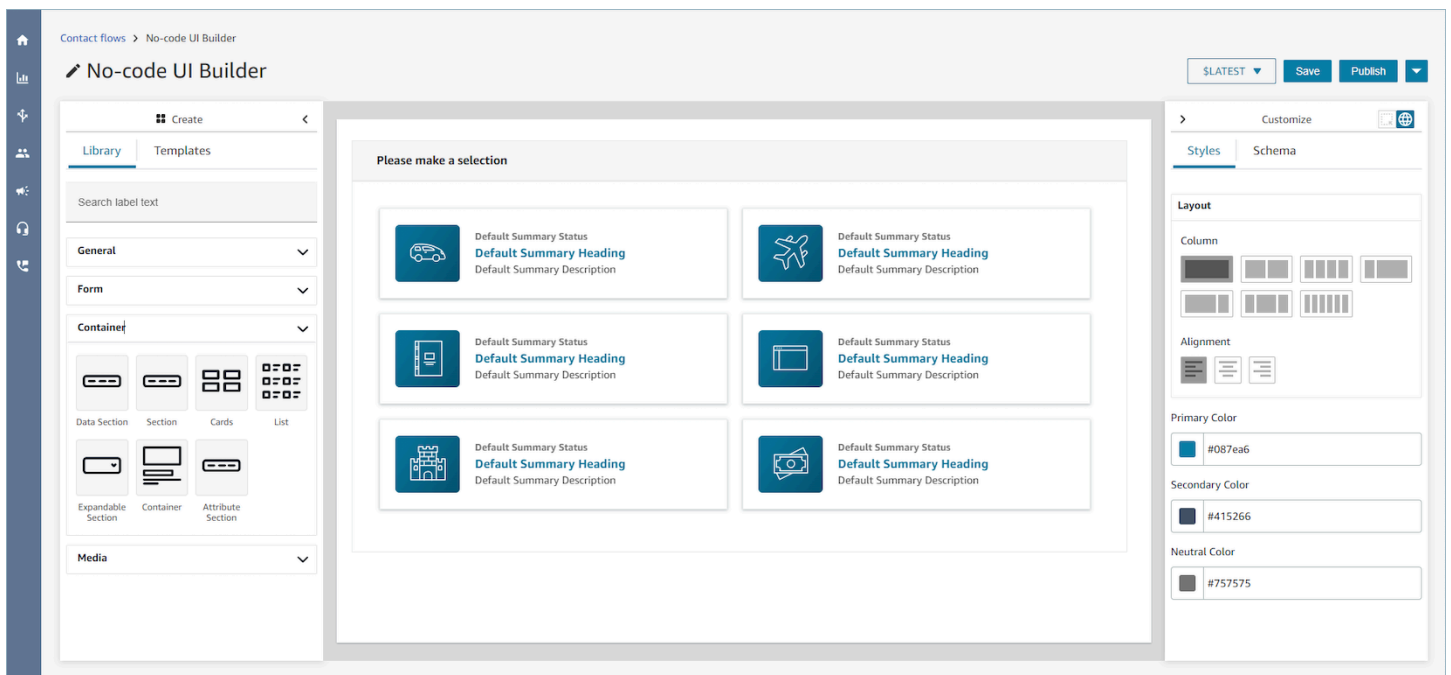 Contact flows > No-code UI Builder
No-code UI Builder
$LATEST
Save
Publish
Create
Library
Templates
Search label text
General
Form
Container
Data Section
Section
Cards
List
Expandable
Section
Container
Attribute
Section
Media
Please make a selection
Default Summary Status
Default Summary Heading
Default Summary Description
Default Summary Status
Default Summary Heading
Default Summary Description
Default Summary Status
Default Summary Heading
Default Summary Description
Default Summary Status
Default Summary Heading
Default Summary Description
Default Summary Status
Default Summary Heading
Default Summary Description
Default Summary Status
Default Summary Heading
Default Summary Description
Customize
Styles
Schema
Layout
Column
Alignment
Primary Color
#087ea6
Secondary Color
#415266
Neutral Color
#757575